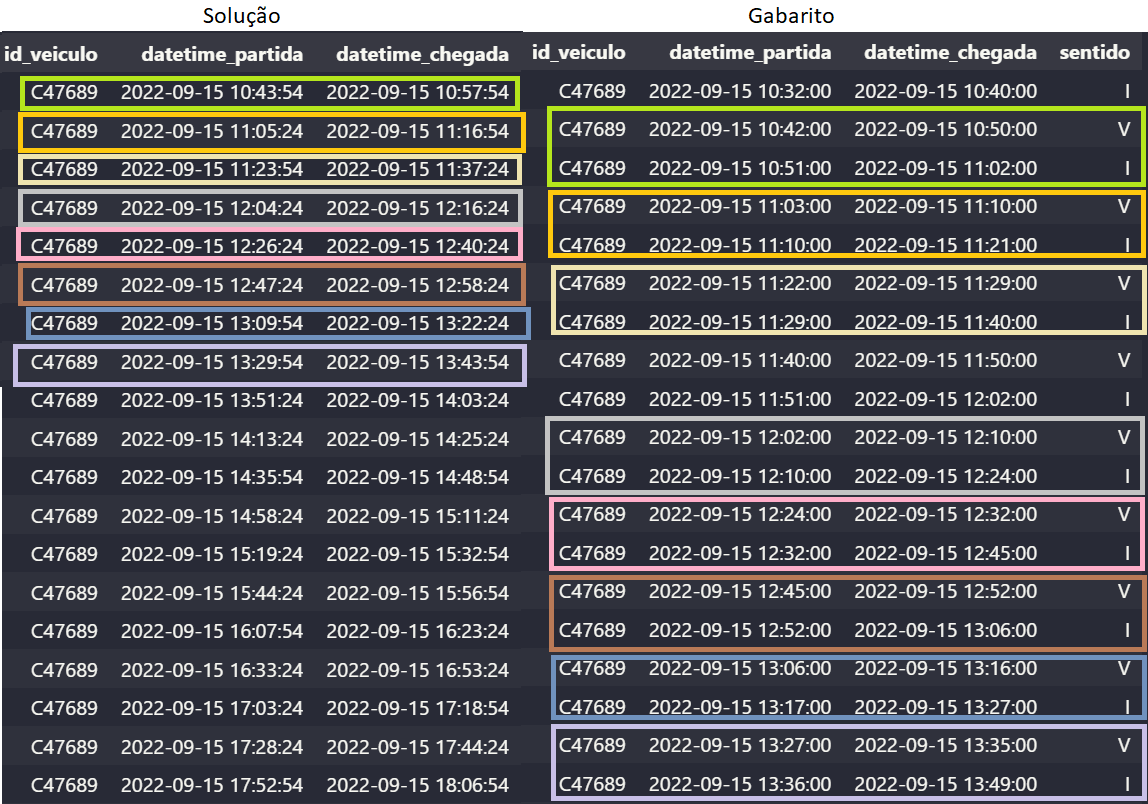 Solução
id_veiculo datetime_partida datetime_chegada
C47689 2022-09-15 10:43:54 2022-09-15 10:57:54
C47689 2022-09-15 11:05:24 2022-09-15 11:16:54
C47689 2022-09-15 11:23:54 2022-09-15 11:37:24
C47689 2022-09-15 12:04:24 2022-09-15 12:16:24
C47689 2022-09-15 12:26:24 2022-09-15 12:40:24
C47689 2022-09-15 12:47:24 2022-09-15 12:58:24
C47689 2022-09-15 13:09:54 2022-09-15 13:22:24
C47689 2022-09-15 13:29:54 2022-09-15 13:43:54
C47689 2022-09-15 13:51:24 2022-09-15 14:03:24
C47689 2022-09-15 14:13:24 2022-09-15 14:25:24
C47689 2022-09-15 14:35:54 2022-09-15 14:48:54
C47689 2022-09-15 14:58:24 2022-09-15 15:11:24
C47689 2022-09-15 15:19:24 2022-09-15 15:32:54
C47689 2022-09-15 15:44:24 2022-09-15 15:56:54
C47689 2022-09-15 16:07:54 2022-09-15 16:23:24
C47689 2022-09-15 16:33:24 2022-09-15 16:53:24
C47689 2022-09-15 17:03:24 2022-09-15 17:18:54
C47689 2022-09-15 17:28:24 2022-09-15 17:44:24
C47689 2022-09-15 17:52:54 2022-09-15 18:06:54
Gabarito
id_veiculo datetime_partida datetime_chegada sentido
C47689 2022-09-15 10:32:00 2022-09-15 10:40:00 I
C47689 2022-09-15 10:42:00 2022-09-15 10:50:00 V
C47689 2022-09-15 10:51:00 2022-09-15 11:02:00 I
C47689 2022-09-15 11:03:00 2022-09-15 11:10:00 V
C47689 2022-09-15 11:10:00 2022-09-15 11:21:00 I
C47689 2022-09-15 11:22:00 2022-09-15 11:29:00 V
C47689 2022-09-15 11:29:00 2022-09-15 11:40:00 I
C47689 2022-09-15 11:40:00 2022-09-15 11:50:00 V
C47689 2022-09-15 11:51:00 2022-09-15 12:02:00 I
C47689 2022-09-15 12:02:00 2022-09-15 12:10:00 V
C47689 2022-09-15 12:10:00 2022-09-15 12:24:00 I
C47689 2022-09-15 12:24:00 2022-09-15 12:32:00 V
C47689 2022-09-15 12:32:00 2022-09-15 12:45:00 I
C47689 2022-09-15 12:45:00 2022-09-15 12:52:00 V
C47689 2022-09-15 12:52:00 2022-09-15 13:06:00 I
C47689 2022-09-15 13:06:00 2022-09-15 13:16:00 V
C47689 2022-09-15 13:17:00 2022-09-15 13:27:00 I
C47689 2022-09-15 13:27:00 2022-09-15 13:35:00 V
C47689 2022-09-15 13:36:00 2022-09-15 13:49:00 I